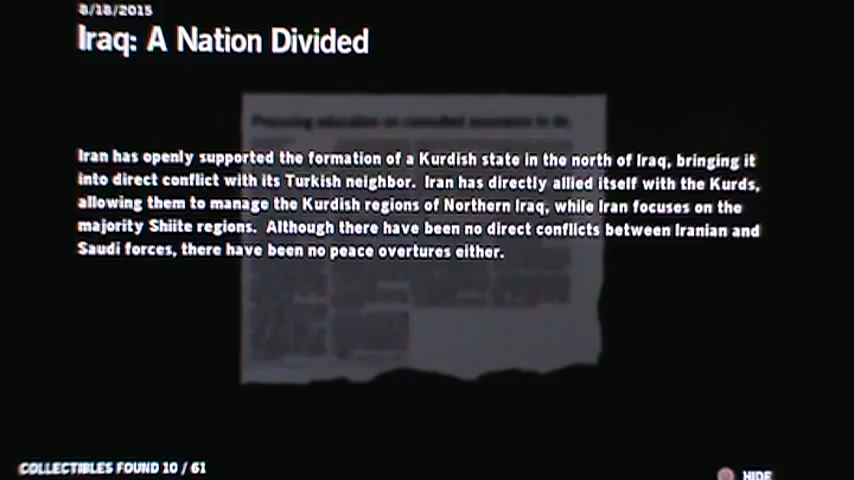 8/18/2015
Iraq: A Nation Divided
Iran has openly supported the formation of a Kurdish state in the north of Iraq, bringing it
into direct conflict with its Turkish neighbor.  Iran has directly allied itself with the Kurds,
allowing them to manage the Kurdish regions of Northern Iraq, while Iran focuses on the
majority Shiite regions.  Although there have been no direct conflicts between Iranian and
Saudi forces, there have been no peace overtures either.
COLLECTIBLES FOUND 10 / 61
HIDE